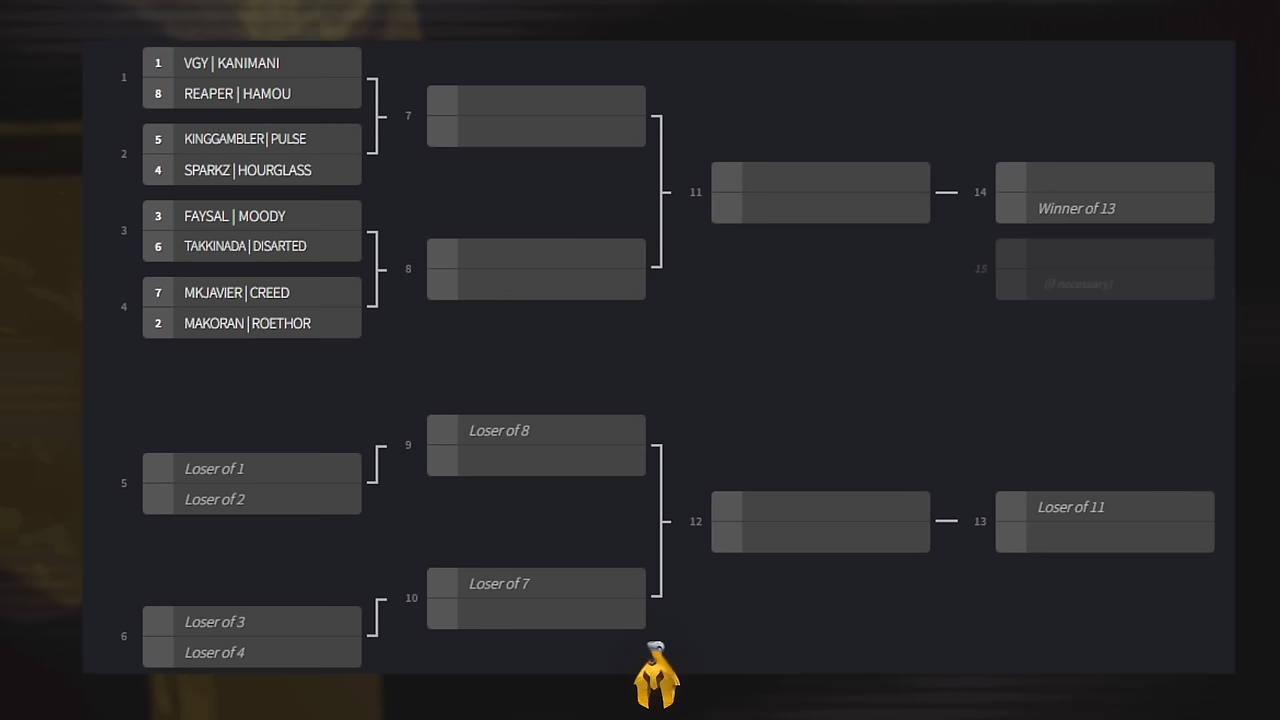 1
1 VGY | KANIMANI
8 REAPER | HAMOU
2
5 KINGGAMBLER | PULSE
4 SPARKZ | HOURGLASS
3
3 FAYSAL | MOODY
6 TAKKINADA | DISARTED
4
7 MKJAVIER | CREED
2 MAKORAN | ROETHOR
7
8
11
14
Winner of 13
15
(If necessary)
5
Loser of 1
Loser of 2
6
Loser of 3
Loser of 4
9
Loser of 8
10
Loser of 7
12
13
Loser of 11